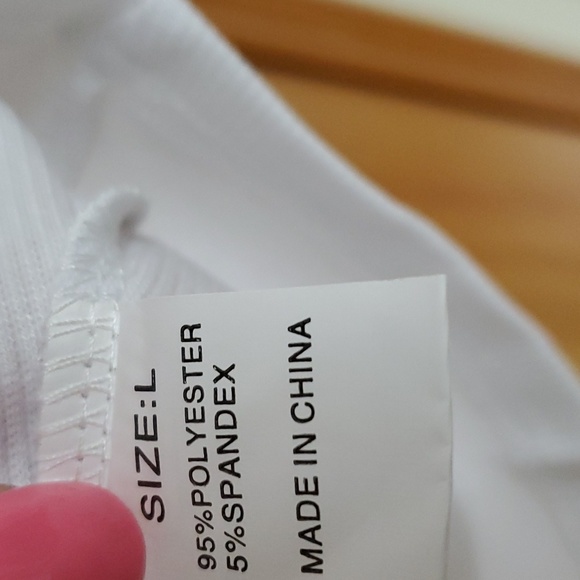 SIZE:L
95%POLYESTER
5%SPANDEX
MADE IN CHINA